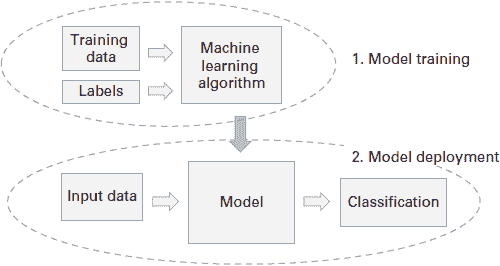 Training
data
Labels
Machine
learning
algorithm
1. Model training
2. Model deployment
Input data
Model
Classification